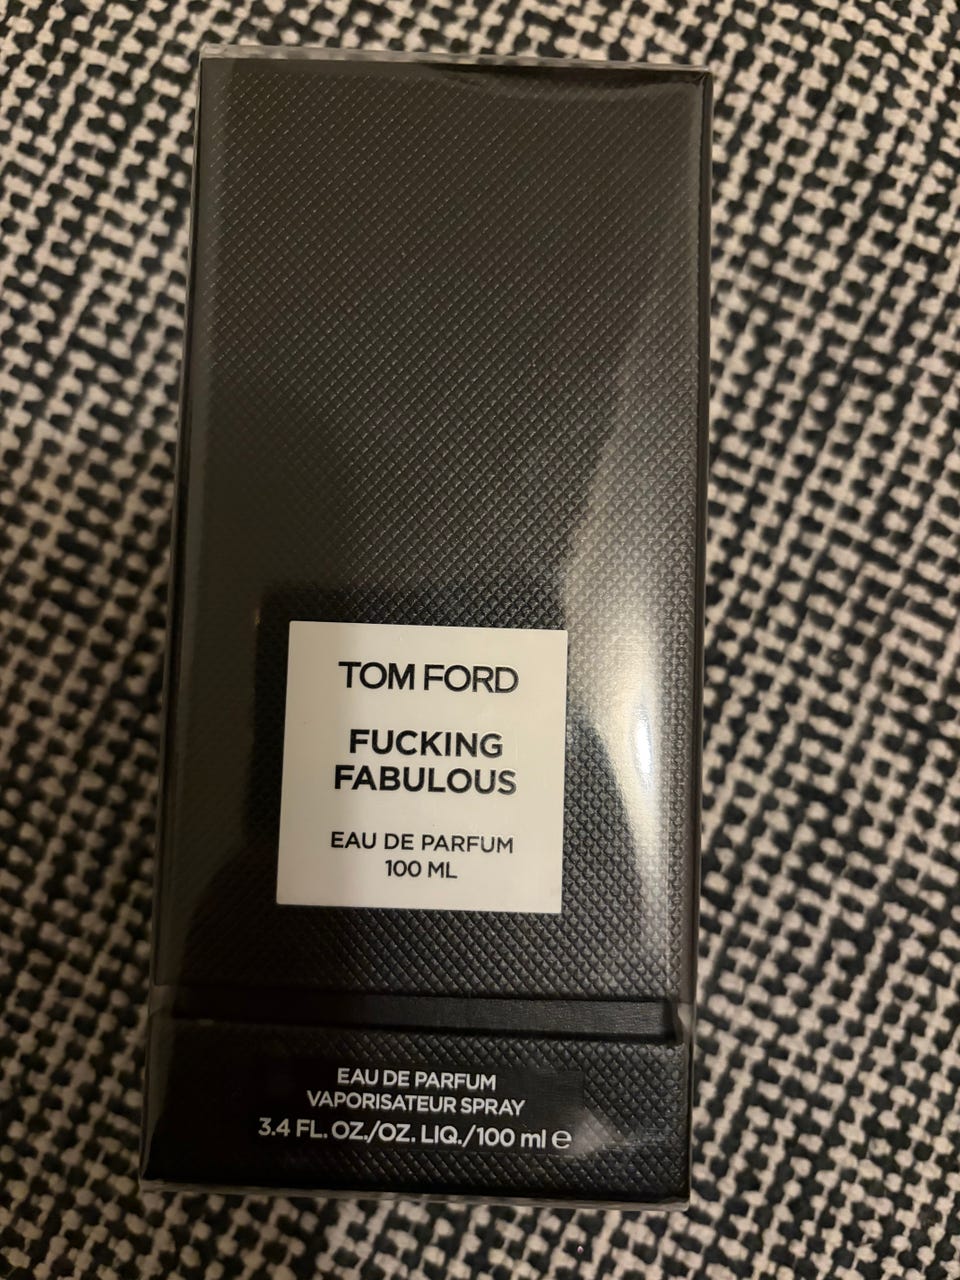 TOM FORD
FUCKING
FABULOUS
EAU DE PARFUM
100 ML
EAU DE PARFUM
VAPORISATEUR SPRAY
3.4 FL. OZ./OZ. LIQ./100 ml ℮